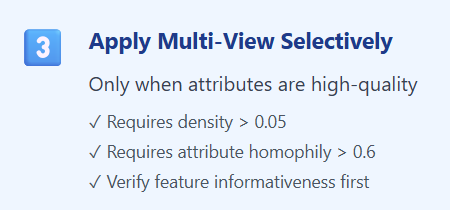 3
Apply Multi-View Selectively
Only when attributes are high-quality
✓ Requires density > 0.05
✓ Requires attribute homophily > 0.6
✓ Verify feature informativeness first